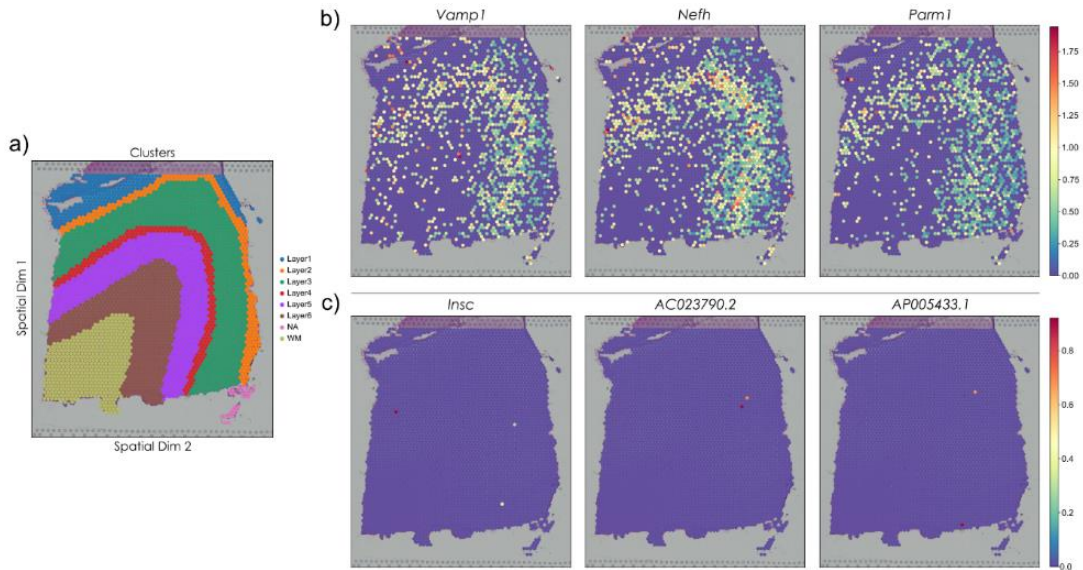 a)
Clusters
Spatial Dim 1
Spatial Dim 2
Layer1
Layer2
Layer3
Layer4
Layer5
Layer6
NA
WM
b)
Vamp1
Nefh
Parm1
1.75
1.50
1.25
1.00
0.75
0.50
0.25
0.00
c)
Insc
AC023790.2
AP005433.1
0.8
0.6
0.4
0.2
0.0